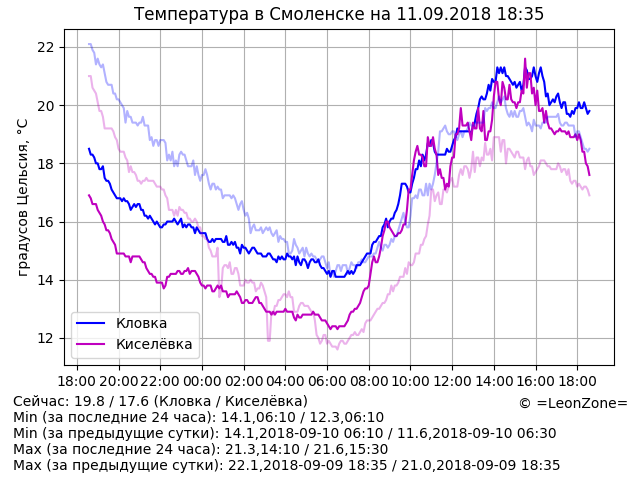 Температура в Смоленске на 11.09.2018 18:35
градусов Цельсия, °C
22
20
18
16
14
12
Кловка
Киселёвка
18:00 20:00 22:00 00:00 02:00 04:00 06:00 08:00 10:00 12:00 14:00 16:00 18:00
Сейчас: 19.8 / 17.6 (Кловка / Киселёвка)
© =LeonZone=
Min (за последние 24 часа): 14.1,06:10 / 12.3,06:10
Min (за предыдущие сутки): 14.1,2018-09-10 06:10 / 11.6,2018-09-10 06:30
Max (за последние 24 часа): 21.3,14:10 / 21.6,15:30
Max (за предыдущие сутки): 22.1,2018-09-09 18:35 / 21.0,2018-09-09 18:35